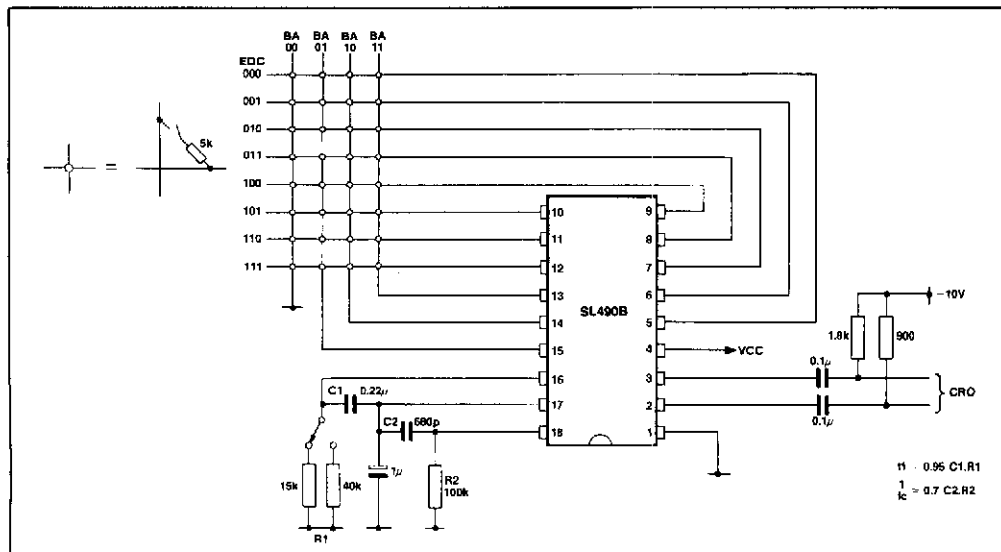 BA BA BA BA
00 01 10 11
EDC
000
001
010
011
100
101
110
111
5k
=
10 9
11 8
12 7
13 6
14 5
15 4
16 3
17 2
18 1
SL490B
VCC
-10V
1.8k 900
0.1μ
0.1μ
CRO
C1 0.22μ
C2 680p
1μ
15k 40k
R1
R2
100k
t1 0.95 C1.R1
1
fc = 0.7 C2.R2